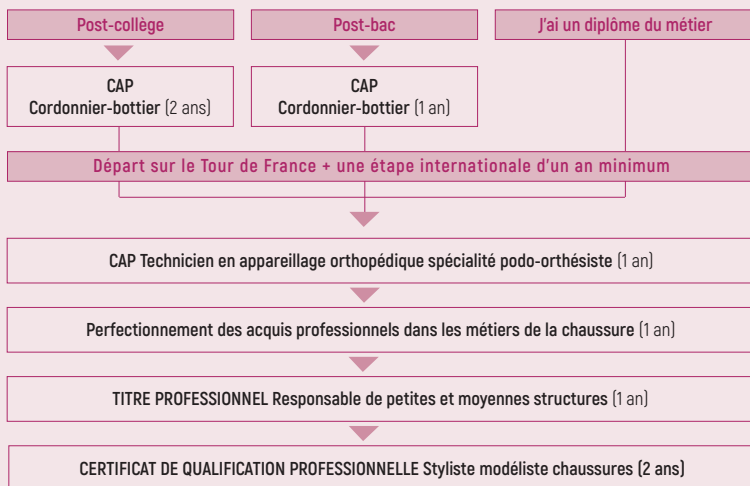 Post-collège
Post-bac
J'ai un diplôme du métier
CAP
Cordonnier-bottier (2 ans)
CAP
Cordonnier-bottier (1 an)
Départ sur le Tour de France + une étape internationale d'un an minimum
CAP Technicien en appareillage orthopédique spécialité podo-orthésiste (1 an)
Perfectionnement des acquis professionnels dans les métiers de la chaussure (1 an)
TITRE PROFESSIONNEL Responsable de petites et moyennes structures (1 an)
CERTIFICAT DE QUALIFICATION PROFESSIONNELLE Styliste modéliste chaussures (2 ans)